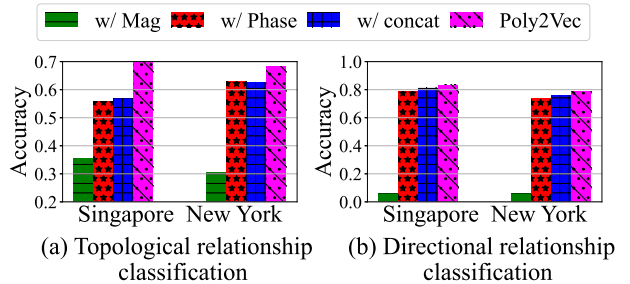 w/ Mag w/ Phase w/ concat Poly2Vec
0.7
0.6
0.5
0.4
0.3
0.2
Accuracy
Singapore New York
(a) Topological relationship
classification
1.0
0.8
0.6
0.4
0.2
0.0
Accuracy
Singapore New York
(b) Directional relationship
classification